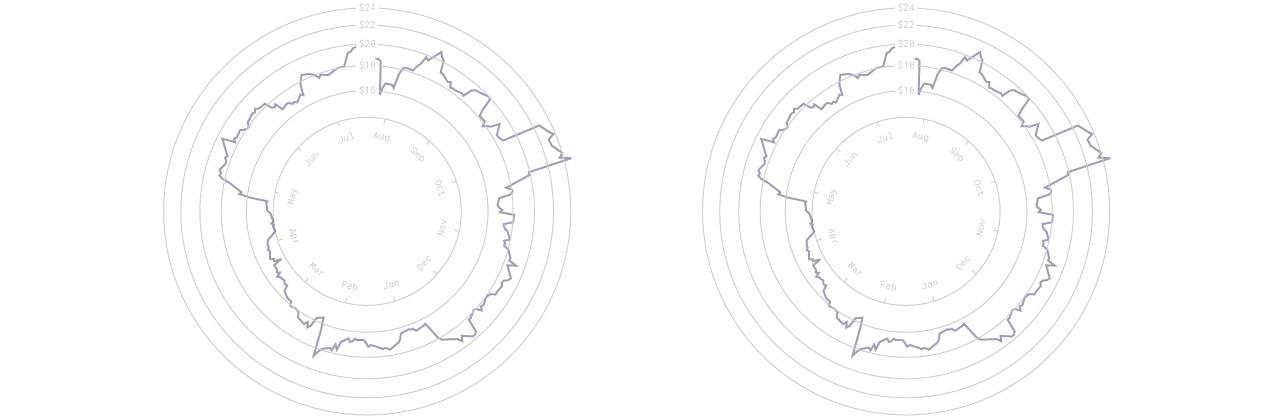 $24
$22
$20
$18
$16
Jul
Aug
Jun
Sep
May
Oct
Apr
Nov
Mar
Dec
Feb
Jan
$24
$22
$20
$18
$16
Jul
Aug
Jun
Sep
May
Oct
Apr
Nov
Mar
Dec
Feb
Jan